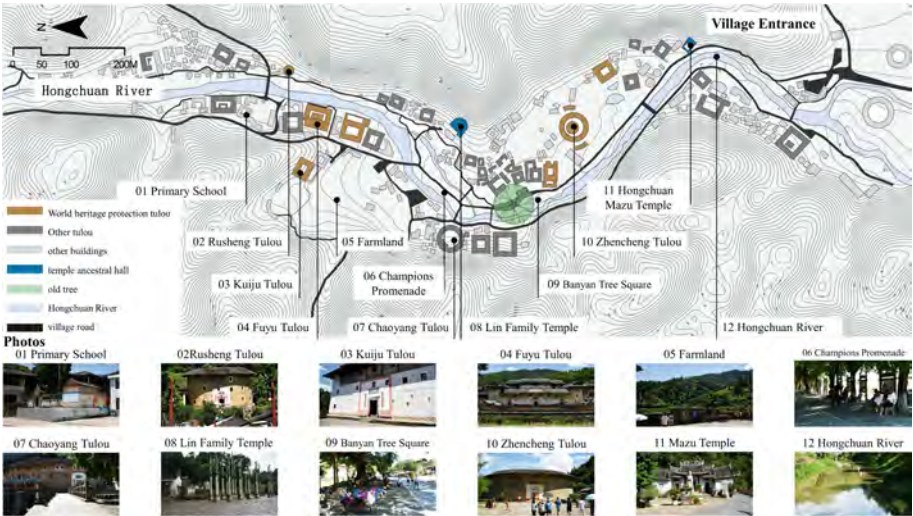 N
Village Entrance
0 50 100 200M
Hongchuan River
01 Primary School
11 Hongchuan
Mazu Temple
World heritage protection tulou
Other tulou
other buildings
temple ancestral hall
old tree
Hongchuan River
village road
02 Rusheng Tulou
05 Farmland
10 Zhencheng Tulou
03 Kuiju Tulou
06 Champions
Promenade
09 Banyan Tree Square
04 Fuyu Tulou
07 Chaoyang Tulou
08 Lin Family Temple
12 Hongchuan River
Photos
01 Primary School
02Rusheng Tulou
03 Kuiju Tulou
04 Fuyu Tulou
05 Farmland
06 Champions Promenade
07 Chaoyang Tulou
08 Lin Family Temple
09 Banyan Tree Square
10 Zhencheng Tulou
11 Mazu Temple
12 Hongchuan River